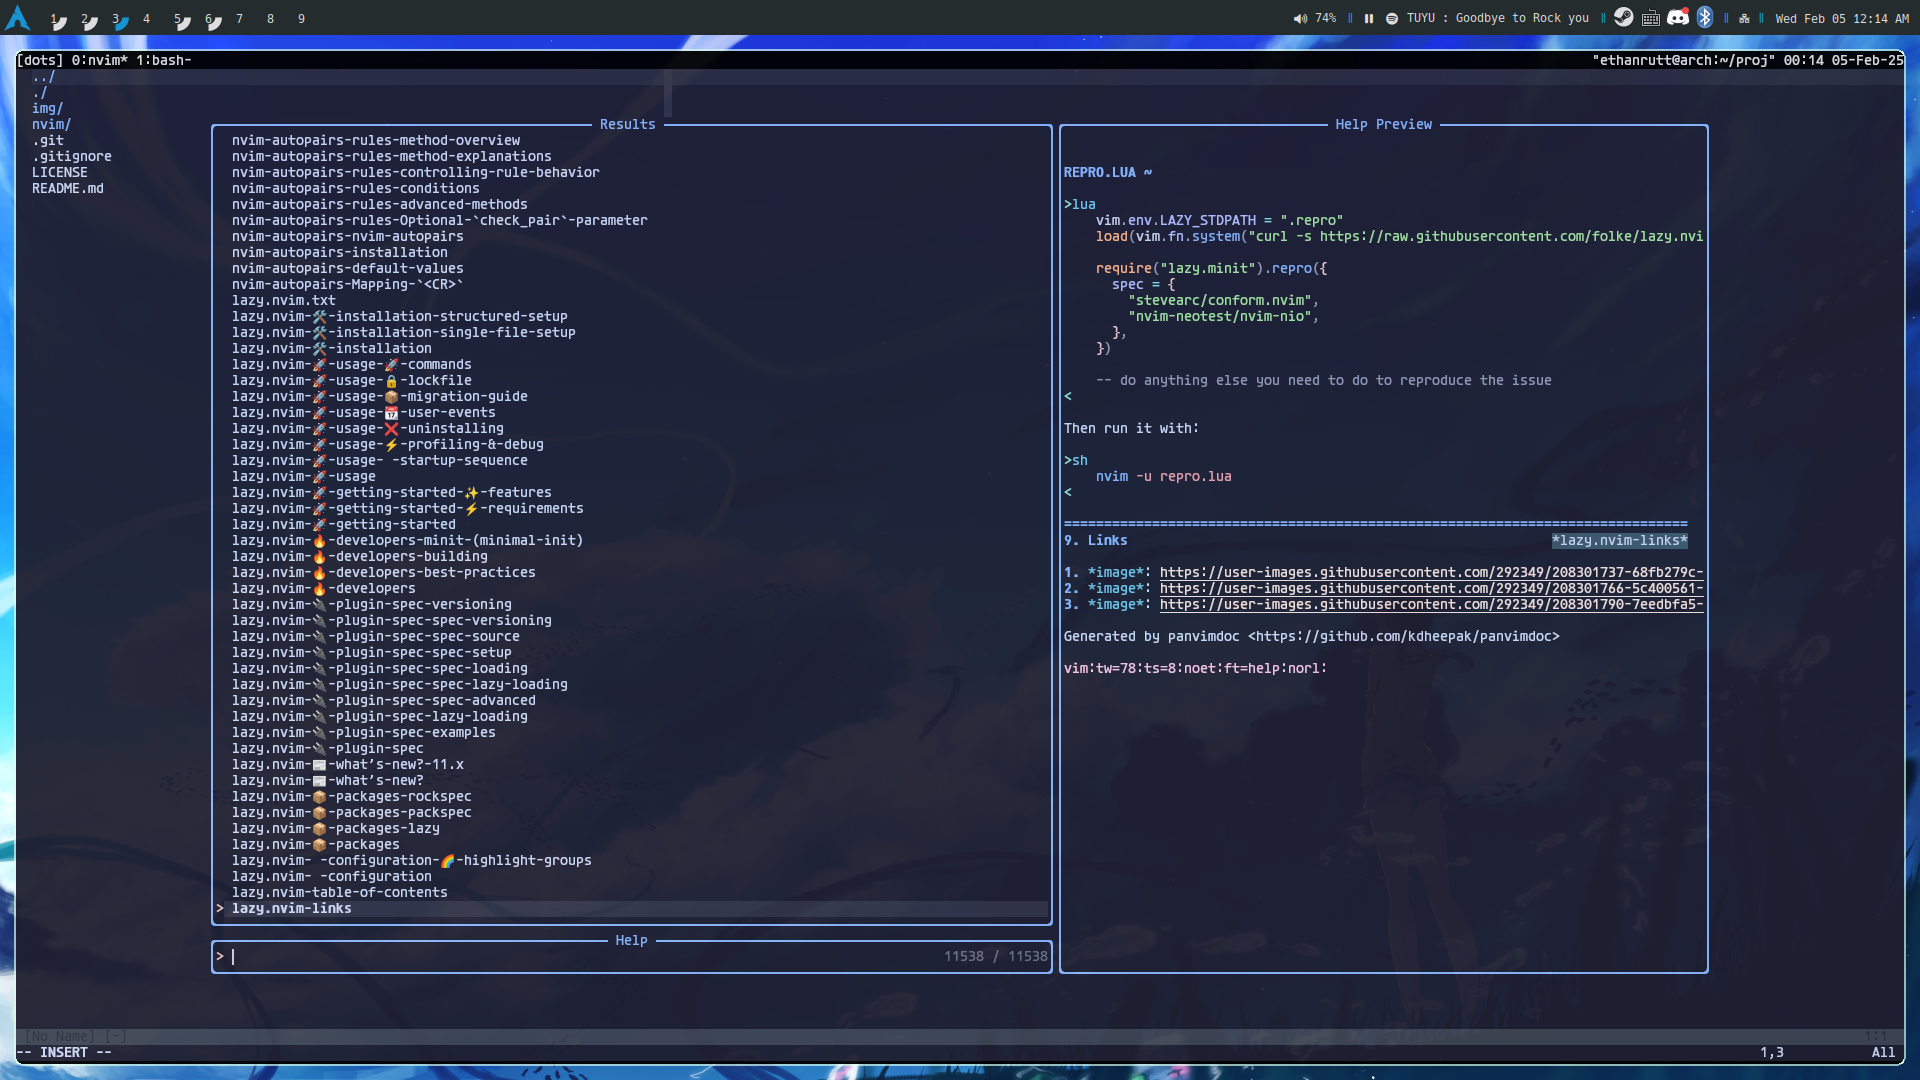 1 2 3 4 5 6 7 8 9
74% TUYU : Goodbye to Rock you Wed Feb 05 12:14 AM
[dots] 0:nvim* 1:bash-
"ethanrutt@arch:~/proj" 00:14 05-Feb-25
../
./
img/
nvim/
.git
.gitignore
LICENSE
README.md
Results
nvim-autopairs-rules-method-overview
nvim-autopairs-rules-method-explanations
nvim-autopairs-rules-controlling-rule-behavior
nvim-autopairs-rules-conditions
nvim-autopairs-rules-advanced-methods
nvim-autopairs-rules-Optional-`check_pair`-parameter
nvim-autopairs-nvim-autopairs
nvim-autopairs-installation
nvim-autopairs-default-values
nvim-autopairs-Mapping-`<CR>`
lazy.nvim.txt
lazy.nvim-🛠️-installation-structured-setup
lazy.nvim-🛠️-installation-single-file-setup
lazy.nvim-🛠️-installation
lazy.nvim-🚀-usage-🚀-commands
lazy.nvim-🚀-usage-🔒-lockfile
lazy.nvim-🚀-usage-📦-migration-guide
lazy.nvim-🚀-usage-📆-user-events
lazy.nvim-🚀-usage-❌-uninstalling
lazy.nvim-🚀-usage-⚡-profiling-&-debug
lazy.nvim-🚀-usage- -startup-sequence
lazy.nvim-🚀-usage
lazy.nvim-🚀-getting-started-✨-features
lazy.nvim-🚀-getting-started-⚡-requirements
lazy.nvim-🚀-getting-started
lazy.nvim-🔥-developers-minit-(minimal-init)
lazy.nvim-🔥-developers-building
lazy.nvim-🔥-developers-best-practices
lazy.nvim-🔥-developers
lazy.nvim-🔌-plugin-spec-versioning
lazy.nvim-🔌-plugin-spec-spec-versioning
lazy.nvim-🔌-plugin-spec-spec-source
lazy.nvim-🔌-plugin-spec-spec-setup
lazy.nvim-🔌-plugin-spec-spec-loading
lazy.nvim-🔌-plugin-spec-spec-lazy-loading
lazy.nvim-🔌-plugin-spec-spec-advanced
lazy.nvim-🔌-plugin-spec-lazy-loading
lazy.nvim-🔌-plugin-spec-examples
lazy.nvim-🔌-plugin-spec
lazy.nvim-📰-what’s-new?-11.x
lazy.nvim-📰-what’s-new?
lazy.nvim-📦-packages-rockspec
lazy.nvim-📦-packages-packspec
lazy.nvim-📦-packages-lazy
lazy.nvim-📦-packages
lazy.nvim- -configuration-🌈-highlight-groups
lazy.nvim- -configuration
lazy.nvim-table-of-contents
> lazy.nvim-links
Help
> 11538 / 11538
Help Preview
REPRO.LUA ~
>lua
vim.env.LAZY_STDPATH = ".repro"
load(vim.fn.system("curl -s https://raw.githubusercontent.com/folke/lazy.nvi
require("lazy.minit").repro({
spec = {
"stevearc/conform.nvim",
"nvim-neotest/nvim-nio",
},
})
-- do anything else you need to do to reproduce the issue
<
Then run it with:
>sh
nvim -u repro.lua
<
==============================================================================
9. Links *lazy.nvim-links*
1. *image*: https://user-images.githubusercontent.com/292349/208301737-68fb279c-
2. *image*: https://user-images.githubusercontent.com/292349/208301766-5c400561-
3. *image*: https://user-images.githubusercontent.com/292349/208301790-7eedbfa5-
Generated by panvimdoc <https://github.com/kdheepak/panvimdoc>
vim:tw=78:ts=8:noet:ft=help:norl:
[No Name] [-] 1:1
-- INSERT -- 1,3 All